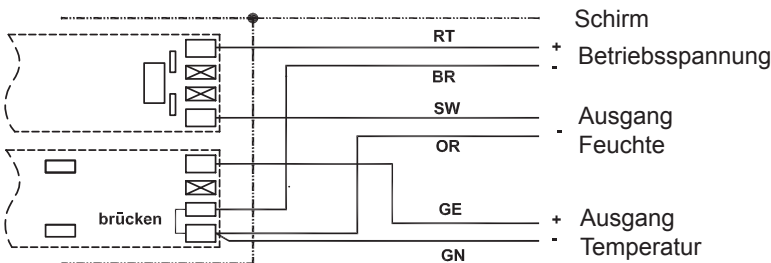 Schirm
RT
+
Betriebsspannung
-
BR
SW
Ausgang
-
Feuchte
OR
brücken
GE
+
Ausgang
-
Temperatur
GN